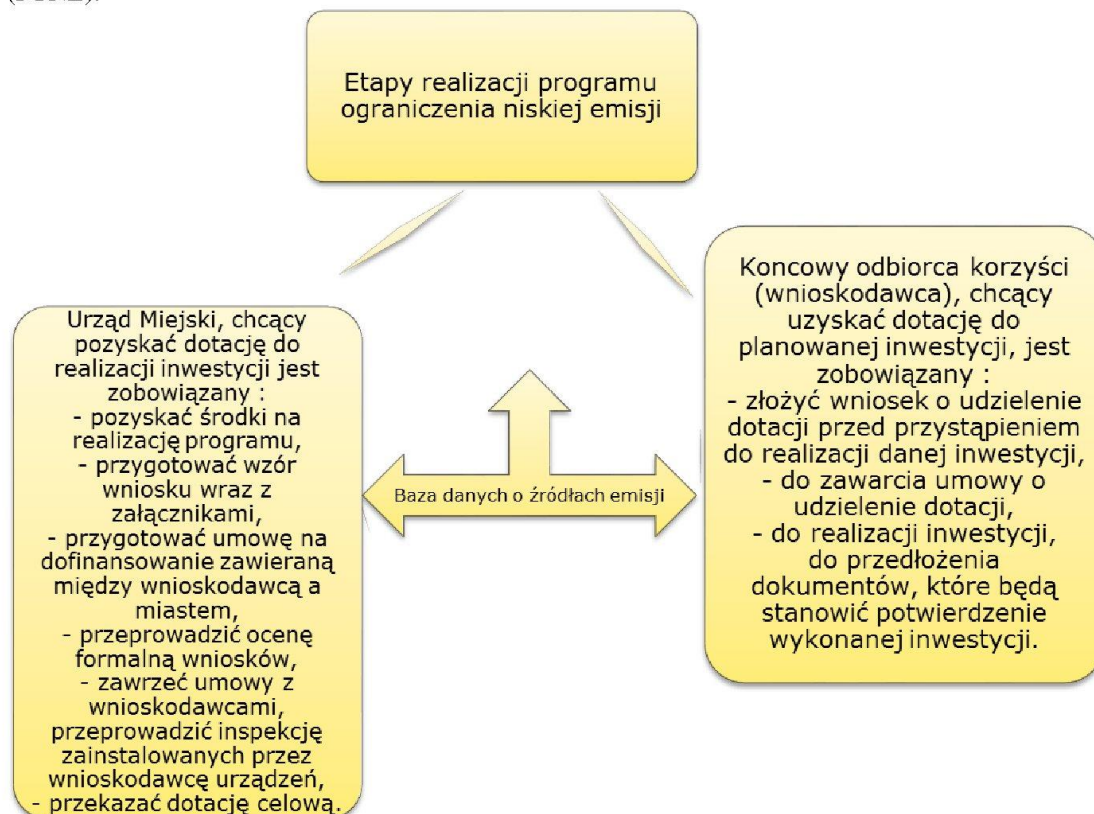 Etapy realizacji programu
ograniczenia niskiej emisji
Urząd Miejski, chcący
pozyskać dotację do
realizacji inwestycji jest
zobowiązany :
- pozyskać środki na
realizację programu,
- przygotować wzór
wniosku wraz z
załącznikami,
- przygotować umowę na
dofinansowanie zawieraną
między wnioskodawcą a
miastem,
- przeprowadzić ocenę
formalną wniosków,
- zawrzeć umowy z
wnioskodawcami,
przeprowadzić inspekcję
zainstalowanych przez
wnioskodawcę urządzeń,
- przekazać dotację celową.
Baza danych o źródłach emisji
Koncowy odbiorca korzyści
(wnioskodawca), chcący
uzyskać dotację do
planowanej inwestycji, jest
zobowiązany :
- złożyć wniosek o udzielenie
dotacji przed przystąpieniem
do realizacji danej inwestycji,
- do zawarcia umowy o
udzielenie dotacji,
- do realizacji inwestycji,
do przedłożenia
dokumentów, które będą
stanowić potwierdzenie
wykonanej inwestycji.